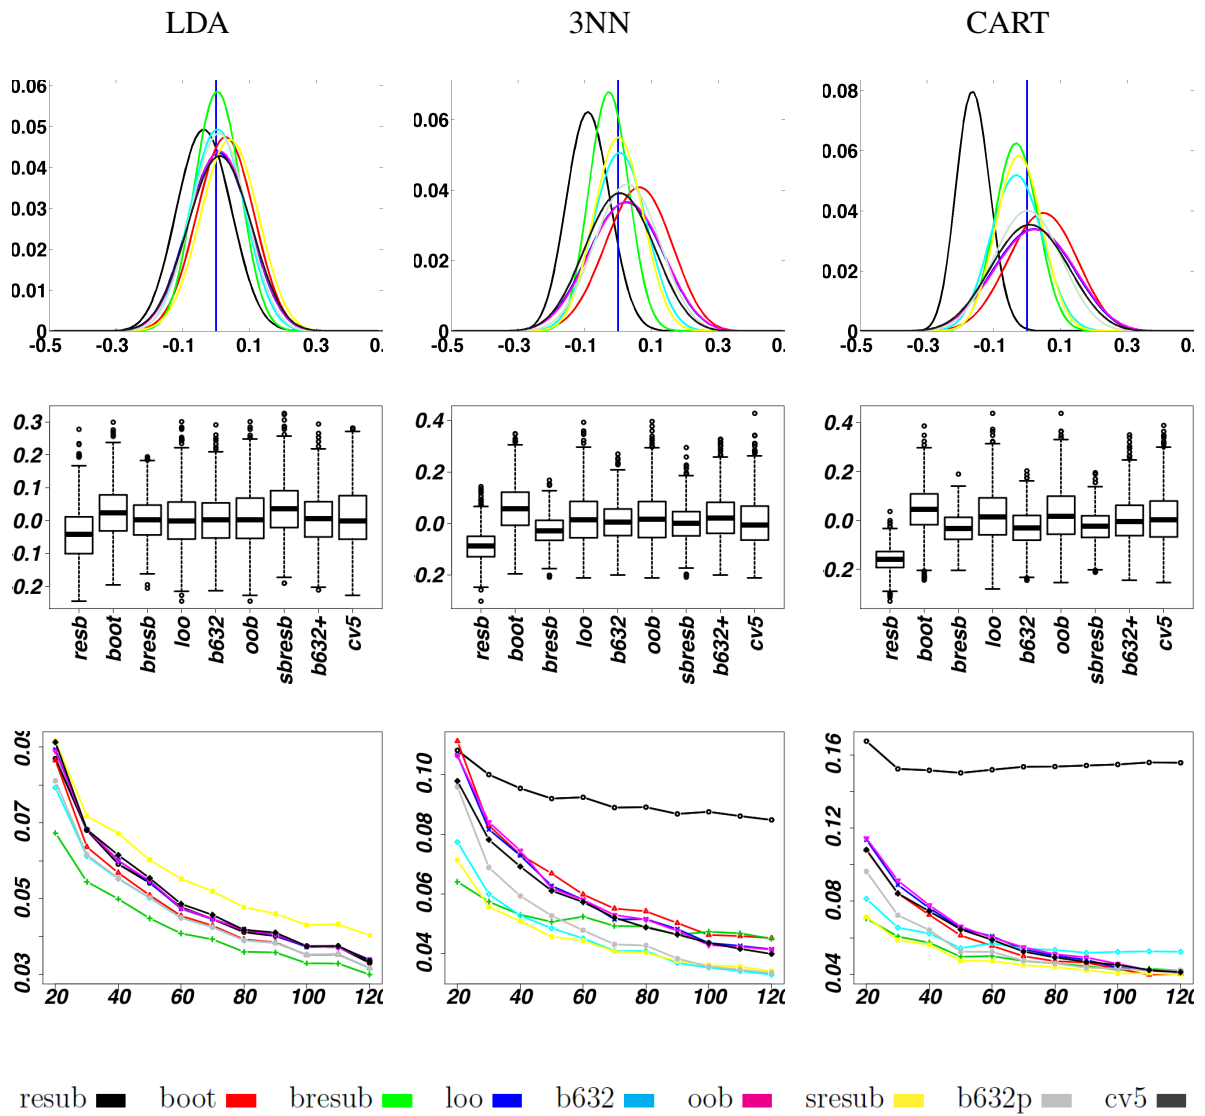 LDA 3NN CART
0.06 0.05 0.04 0.03 0.02 0.01 0
-0.5 -0.3 -0.1 0.1 0.3 0.
0.06 0.04 0.02 0
-0.5 -0.3 -0.1 0.1 0.3 0.
0.08 0.06 0.04 0.02 0
-0.5 -0.3 -0.1 0.1 0.3 0.
0.3 0.2 0.1 0.0 0.1 0.2
resb boot bresb loo b632 oob sbresb b632+ cv5
0.4 0.2 0.0 0.2
resb boot bresb loo b632 oob sbresb b632+ cv5
0.4 0.2 0.0 0.2
resb boot bresb loo b632 oob sbresb b632+ cv5
0.09 0.07 0.05 0.03
20 40 60 80 100 120
0.10 0.08 0.06 0.04
20 40 60 80 100 120
0.16 0.12 0.08 0.04
20 40 60 80 100 120
resub boot bresub loo b632 oob sresub b632p cv5